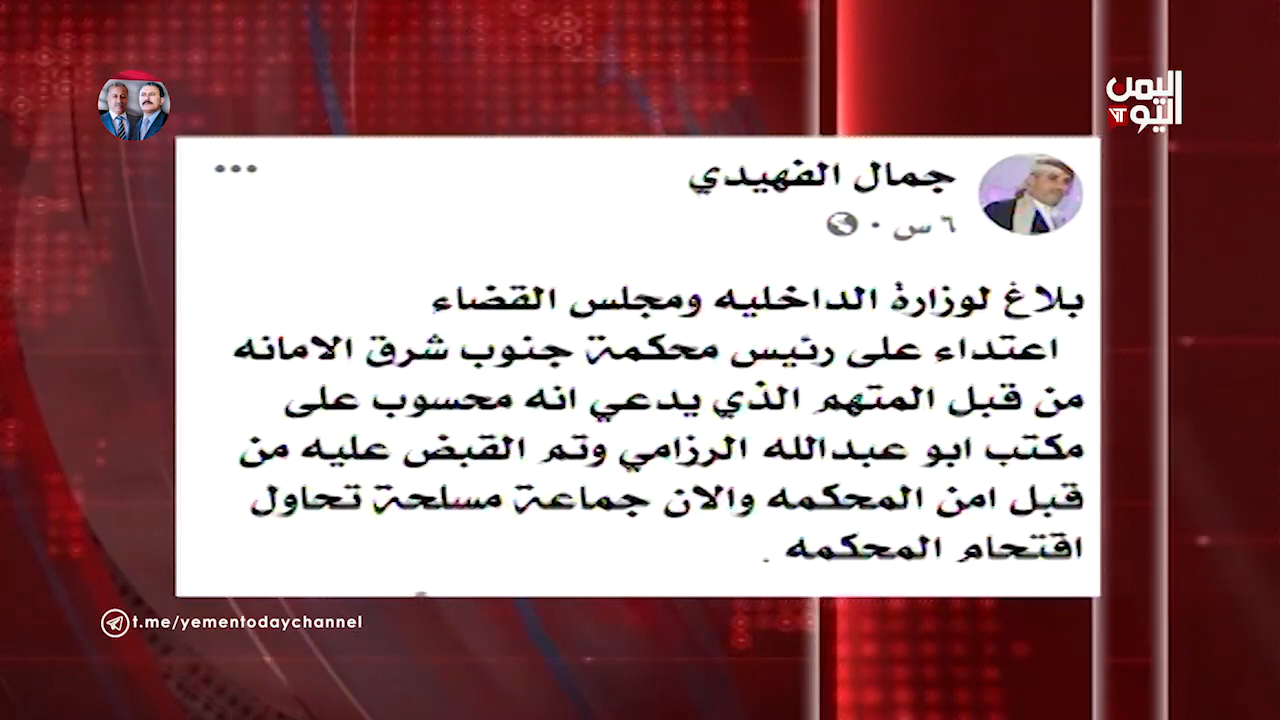 اليمن
اليوم
جمال الفهيدي
٦ س ·
بلاغ لوزارة الداخليه ومجلس القضاء
اعتداء على رئيس محكمة جنوب شرق الامانه
من قبل المتهم الذي يدعي انه محسوب على
مكتب ابو عبدالله الرزامي وتم القبض عليه من
قبل امن المحكمه والان جماعة مسلحة تحاول
اقتحام المحكمه .
t.me/yementodaychannel